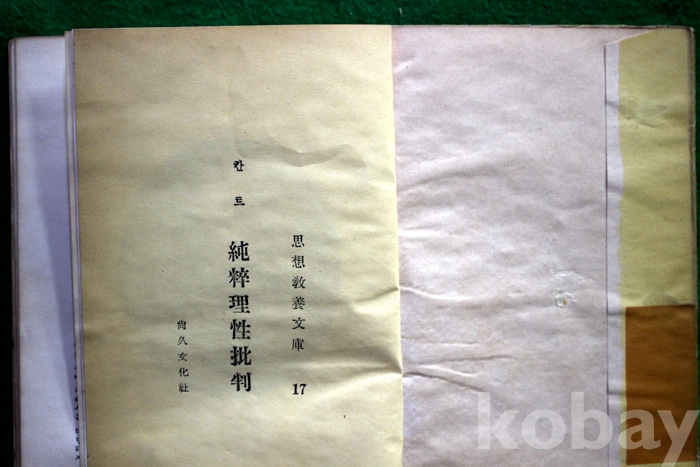 思想敎養文庫 17
칸트
純粹理性批判
尙久文化社
kobay